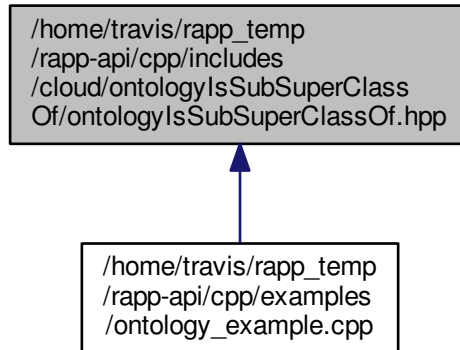 /home/travis/rapp_temp
/rapp-api/cpp/includes
/cloud/ontologyIsSubSuperClass
Of/ontologyIsSubSuperClassOf.hpp
/home/travis/rapp_temp
/rapp-api/cpp/examples
/ontology_example.cpp